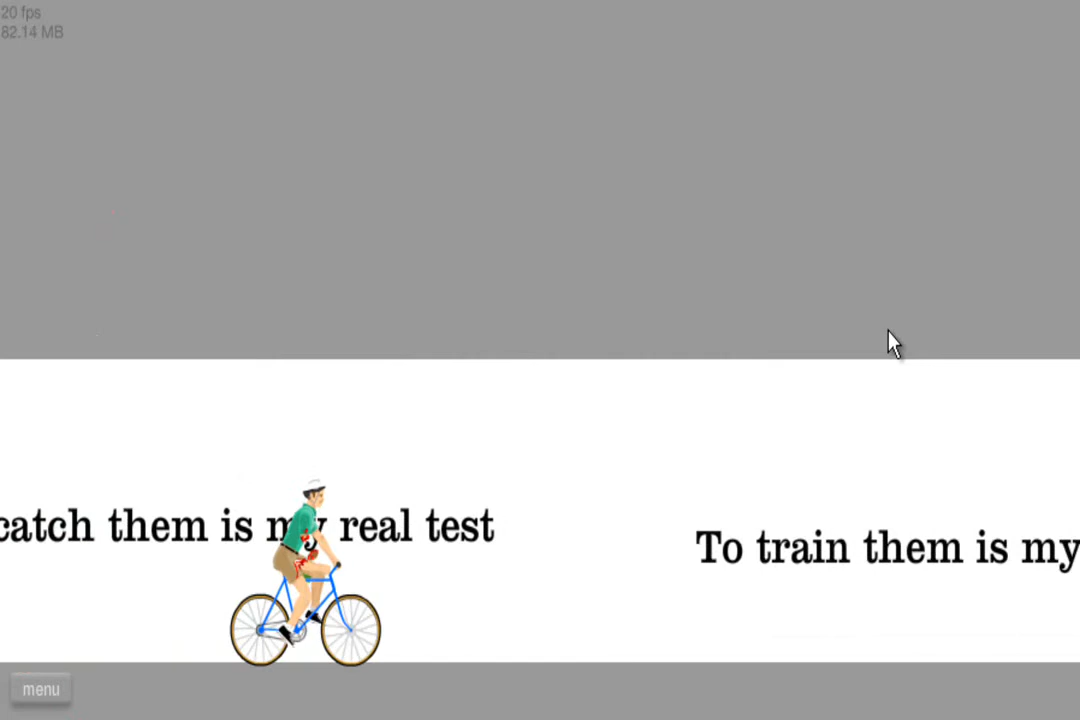 20 fps
82.14 MB
catch them is my real test
To train them is my
menu